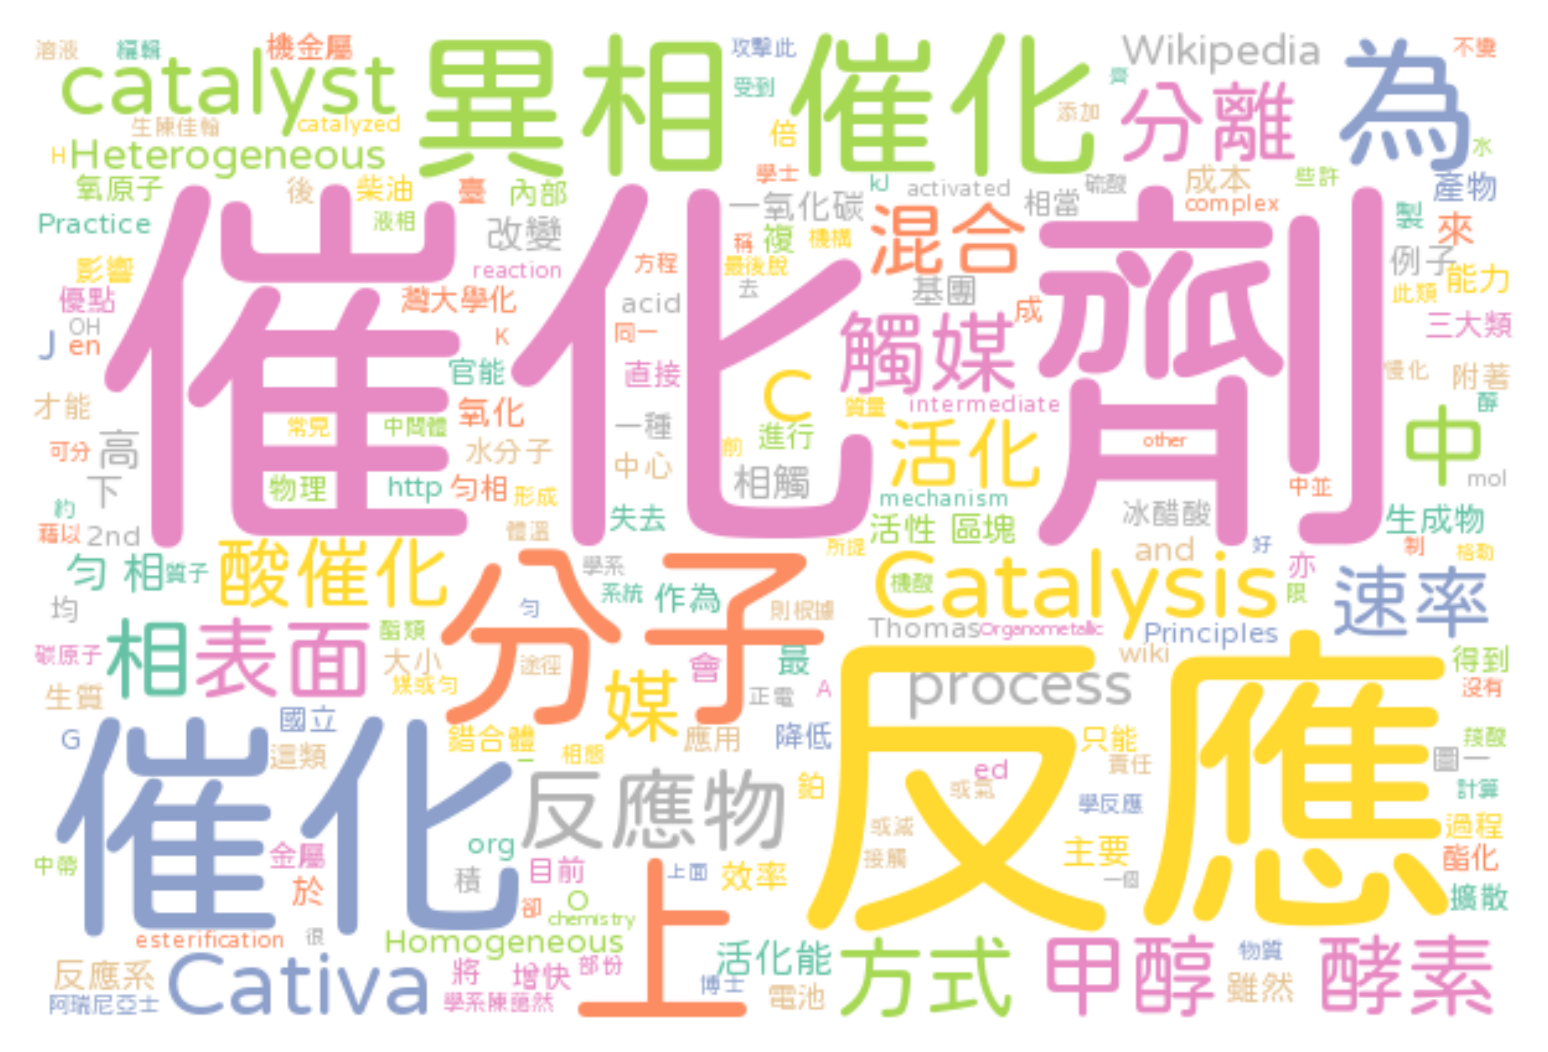 溶液
編輯
機金屬
攻擊此
Wikipedia
不變
catalyst
異相催化
為
受到
齊
分離
生陳佳翰
catalyzed
倍
添加
H
Heterogeneous
水
氧原子
後
柴油
臺
內部
學士
kJ
activated
硫酸
成本
些許
產物
一氧化碳
相當
complex
Practice
液相
改變
稱
複
機構
混合
製
來
催化劑
影響
reaction
方程
最後脫
例子
能力
優點
灣大學化
acid
去
基團
成
此類
OH
J
en
K
同一
觸媒
三大類
官能
直接
慢化
附著
才能
氧化
C
質量
intermediate
醇
常見
中間體
一種
進行
活化
other
中
可分
高
水分子
中心
前
相觸
mol
下
物理
http
勻相
形成
mechanism
中並
約
藉以
2nd
體溫
失去
活性
區塊
冰醋酸
生成物
勻相
質子
酸催化
學系
所提
and
好
制
格勒
均
分子
勻
系統
作為
則根據
機酸
Catalysis
亦
限
速率
碳原子
相
表面
酯類
Thomas
Organometallic
Principles
大小
途徑
會
最
wiki
得到
生質
媒或勻
媒
正電
A
反應
process
沒有
國立
G
這類
錯合體
相態
應用
降低
只能
羧酸
催化
反應物
鉑
ed
責任
圖一
或氣
學反應
計算
org
或減
過程
中帶
金屬
積
目前
上面
效率
接觸
主要
一個
酯化
於
卻
O
chemistry
上
擴散
esterification
很
Homogeneous
反應系
Cativa
將
增快
部份
活化能
方式
甲醇
物質
酵素
阿瑞尼亞士
博士
電池
雖然